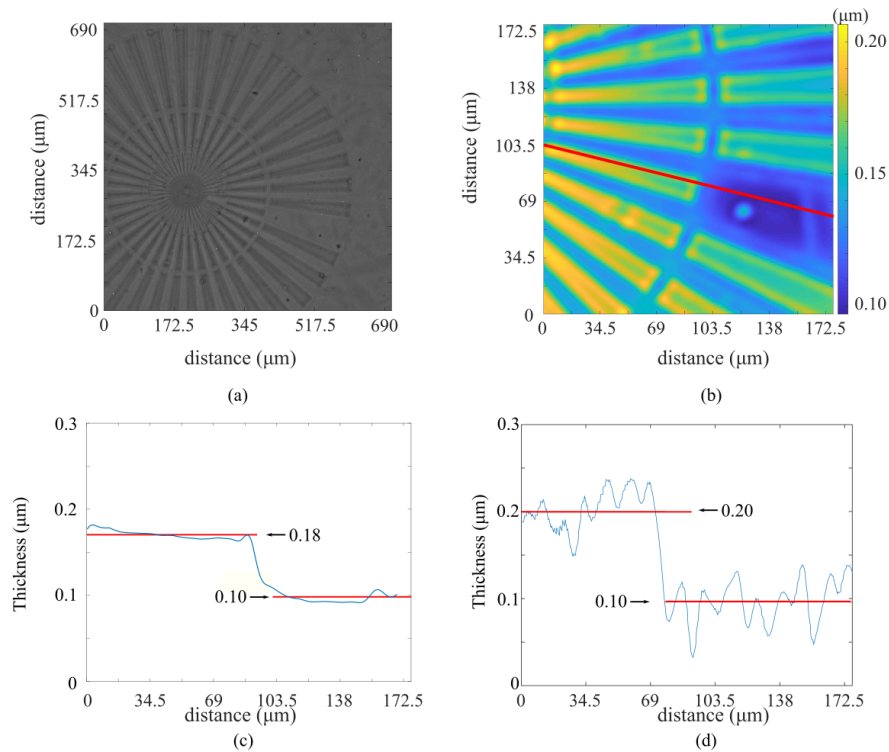 690
517.5
345
172.5
0
distance (μm)
0 172.5 345 517.5 690
distance (μm)
(a)
(μm)
172.5
138
103.5
69
34.5
0
distance (μm)
0 34.5 69 103.5 138 172.5
distance (μm)
0.20
0.15
0.10
(b)
0.3
0.2
0.1
0
Thickness (μm)
0.18
0.10
0 34.5 69 103.5 138 172.5
distance (μm)
(c)
0.3
0.2
0.1
0
Thickness (μm)
0.20
0.10
0 34.5 69 103.5 138 172.5
distance (μm)
(d)